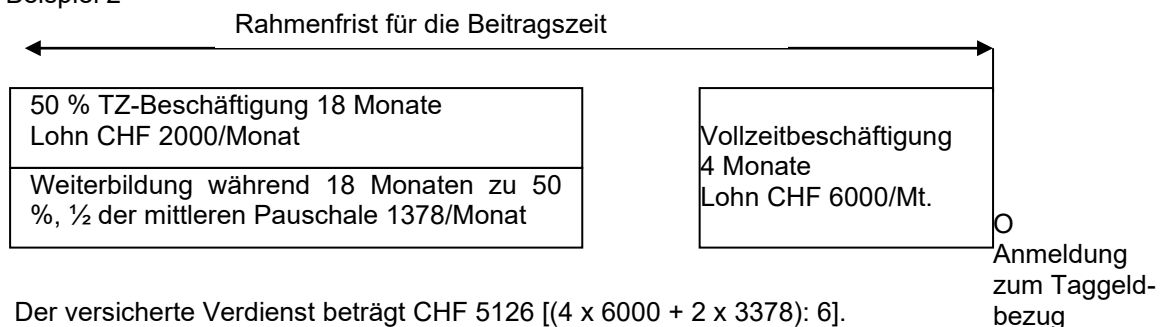 Beispiel 2
Rahmenfrist für die Beitragszeit
50 % TZ-Beschäftigung 18 Monate
Lohn CHF 2000/Monat
Weiterbildung während 18 Monaten zu 50
%, ½ der mittleren Pauschale 1378/Monat
Vollzeitbeschäftigung
4 Monate
Lohn CHF 6000/Mt.
O
Anmeldung
zum Taggeld-
bezug
Der versicherte Verdienst beträgt CHF 5126 [(4 x 6000 + 2 x 3378): 6].